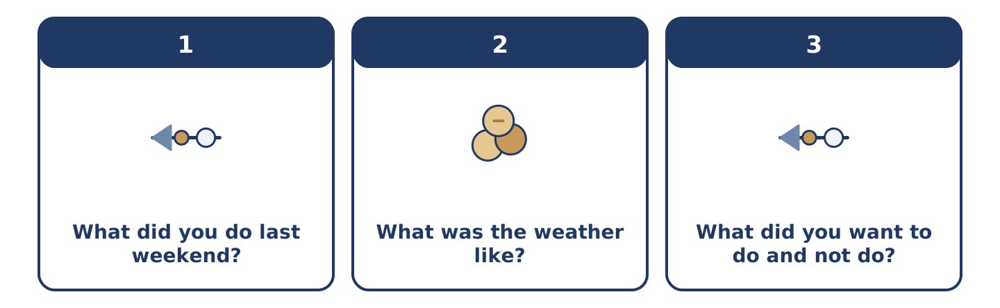 1
What did you do last
weekend?
2
What was the weather
like?
3
What did you want to
do and not do?